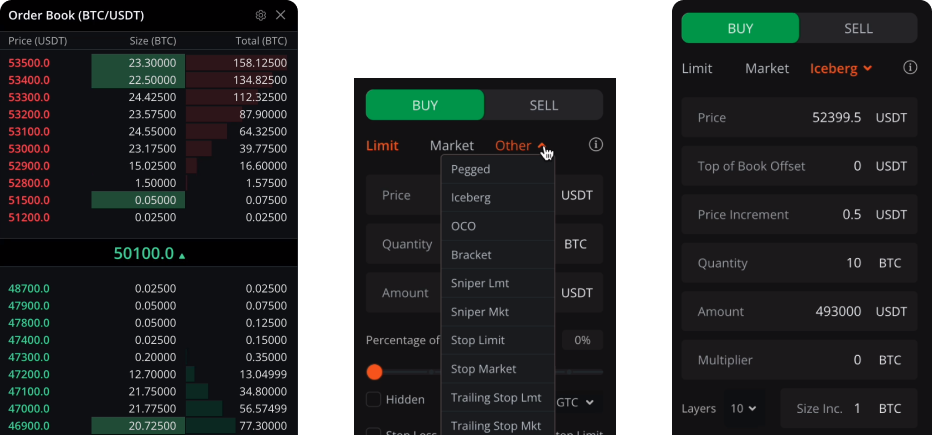 Order Book (BTC/USDT)
Price (USDT) Size (BTC) Total (BTC)
53500.0 23.30000 158.12500
53400.0 22.50000 134.82500
53300.0 24.42500 112.32500
53200.0 23.57500 87.90000
53100.0 24.55000 64.32500
53000.0 23.17500 39.77500
52900.0 15.02500 16.60000
52800.0 1.50000 1.57500
51500.0 0.05000 0.07500
51200.0 0.02500 0.02500
50100.0 ▲
48700.0 0.02500 0.02500
47900.0 0.05000 0.07500
47800.0 0.05000 0.12500
47400.0 0.02500 0.15000
47300.0 0.20000 0.35000
47200.0 12.70000 13.04999
47100.0 21.75000 34.80000
47000.0 21.77500 56.57499
46900.0 20.72500 77.30000
BUY SELL
Limit Market Other
Pegged
Price USDT
Iceberg
OCO
Quantity BTC
Bracket
Sniper Lmt
Amount USDT
Sniper Mkt
Percentage of Stop Limit 0%
Stop Market
Hidden Trailing Stop Lmt GTC
Trailing Stop Mkt
BUY SELL
Limit Market Iceberg
Price 52399.5 USDT
Top of Book Offset 0 USDT
Price Increment 0.5 USDT
Quantity 10 BTC
Amount 493000 USDT
Multiplier 0 BTC
Layers 10 Size Inc. 1 BTC